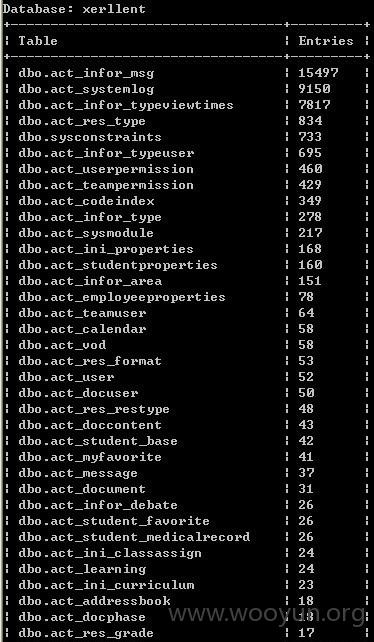 Database: xerllent
Table Entries
dbo.act_infor_msg 15497
dbo.act_systemlog 9150
dbo.act_infor_typeviewtimes 7817
dbo.act_res_type 834
dbo.sysconstraints 733
dbo.act_infor_typeuser 695
dbo.act_userpermission 460
dbo.act_teampermission 429
dbo.act_codeindex 349
dbo.act_infor_type 278
dbo.act_sysmodule 217
dbo.act_ini_properties 168
dbo.act_studentproperties 160
dbo.act_infor_area 151
dbo.act_employeeproperties 78
dbo.act_teamuser 64
dbo.act_calendar 58
dbo.act_vod 58
dbo.act_res_format 53
dbo.act_user 52
dbo.act_docuser 50
dbo.act_res_restype 48
dbo.act_doccontent 43
dbo.act_student_base 42
dbo.act_myfavorite 41
dbo.act_message 37
dbo.act_document 31
dbo.act_infor_debate 26
dbo.act_student_favorite 26
dbo.act_student_medicalrecord 26
dbo.act_ini_classassign 24
dbo.act_learning 24
dbo.act_ini_curriculum 23
dbo.act_addressbook 18
dbo.act_docphase 18
dbo.act_res_grade 17
www.wooyun.org